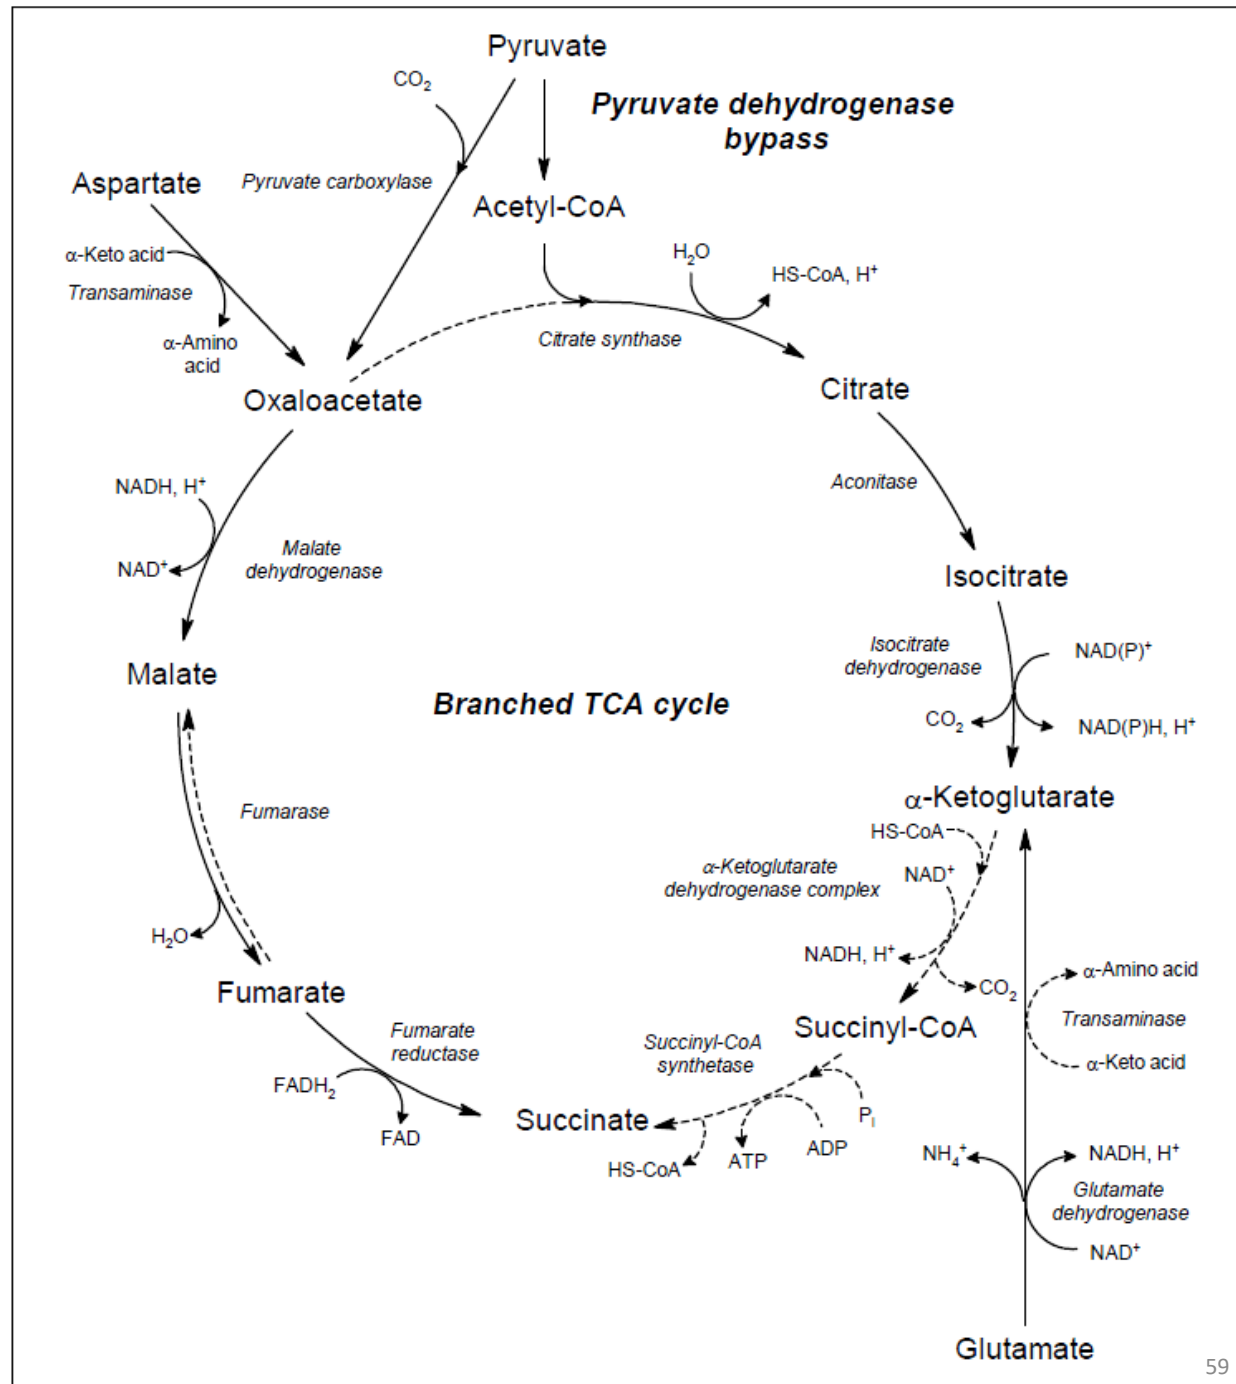 Pyruvate
CO₂
Pyruvate dehydrogenase
bypass
Pyruvate carboxylase
Aspartate
Acetyl-CoA
α-Keto acid
Transaminase
α-Amino
acid
H₂O
HS-CoA, H⁺
Citrate synthase
Oxaloacetate
Citrate
NADH, H⁺
Malate
dehydrogenase
NAD⁺
Aconitase
Isocitrate
Malate
Isocitrate
dehydrogenase
NAD(P)⁺
CO₂
NAD(P)H, H⁺
Branched TCA cycle
α-Ketoglutarate
Fumarase
HS-CoA
α-Ketoglutarate
dehydrogenase complex
NAD⁺
H₂O
NADH, H⁺
CO₂
α-Amino acid
Transaminase
α-Keto acid
Fumarate
Succinyl-CoA
Fumarate
reductase
Succinyl-CoA
synthetase
FADH₂
FAD
Succinate
Pᵢ
HS-CoA
ATP
ADP
NH₄⁺
NADH, H⁺
Glutamate
dehydrogenase
NAD⁺
Glutamate
59